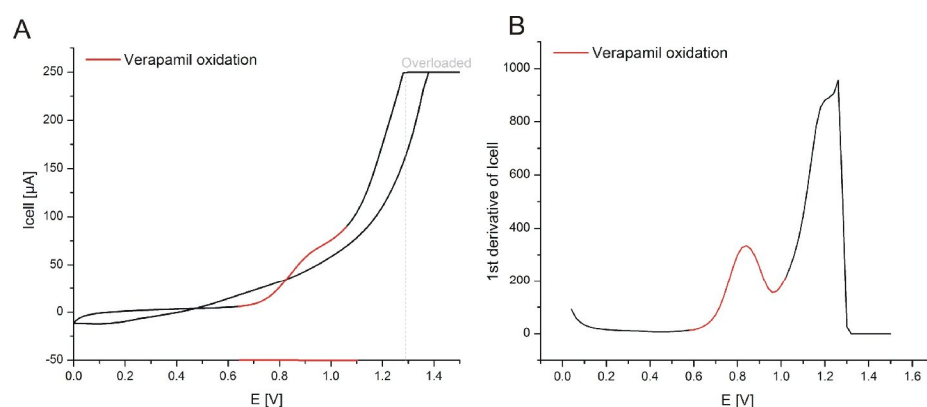 A
Verapamil oxidation
Overloaded
Icell [µA]
250
200
150
100
50
0
-50
0.0 0.2 0.4 0.6 0.8 1.0 1.2 1.4
E [V]
B
Verapamil oxidation
1st derivative of Icell
1000
800
600
400
200
0
0.0 0.2 0.4 0.6 0.8 1.0 1.2 1.4 1.6
E [V]